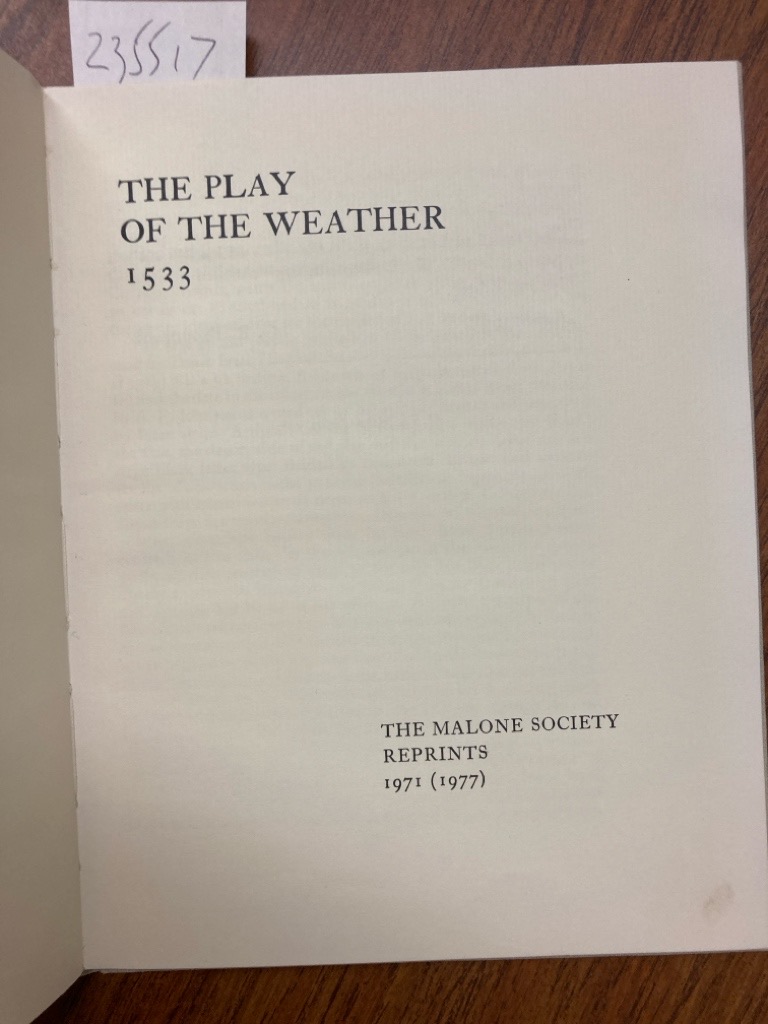 235517
THE PLAY
OF THE WEATHER
1533
THE MALONE SOCIETY
REPRINTS
1971 (1977)